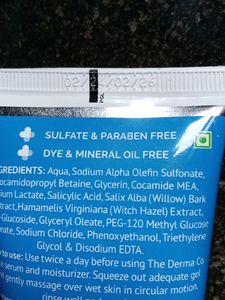 SULFATE & PARABEN FREE
DYE & MINERAL OIL FREE
GREDIENTS: Aqua, Sodium Alpha Olefin Sulfonate,
ocamidopropyl Betaine, Glycerin, Cocamide MEA,
ium Lactate, Salicylic Acid, Salix Alba (Willow) Bark
tract, Hamamelis Virginiana (Witch Hazel) Extract,
-Glucoside, Glyceryl Oleate, PEG-120 Methyl Glucose
eate, Sodium Chloride, Phenoxyethanol, Triethylene
Glycol & Disodium EDTA.
to use: Use twice a day before using The Derma Co
e serum and moisturizer. Squeeze out adequate gel
d gently massage over wet skin in circular motion
rinse well